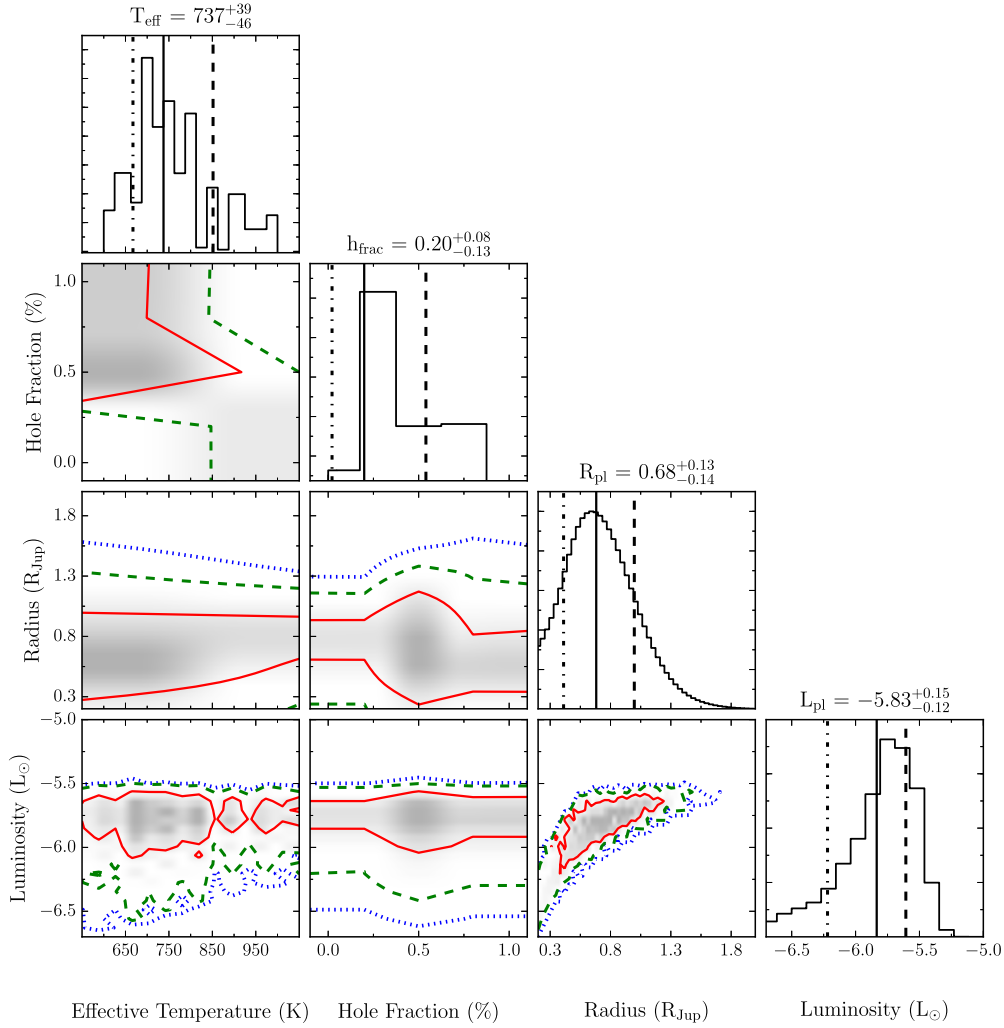 T_eff = 737^{+39}_{-46}
h_frac = 0.20^{+0.08}_{-0.13}
1.0
0.5
0.0
Hole Fraction (%)
R_pl = 0.68^{+0.13}_{-0.14}
1.8
1.3
0.8
0.3
Radius (R_Jup)
L_pl = −5.83^{+0.15}_{-0.12}
−5.0
−5.5
−6.0
−6.5
Luminosity (L_⊙)
650 750 850 950
0.0 0.5 1.0
0.3 0.8 1.3 1.8
−6.5 −6.0 −5.5 −5.0
Effective Temperature (K) Hole Fraction (%) Radius (R_Jup) Luminosity (L_⊙)